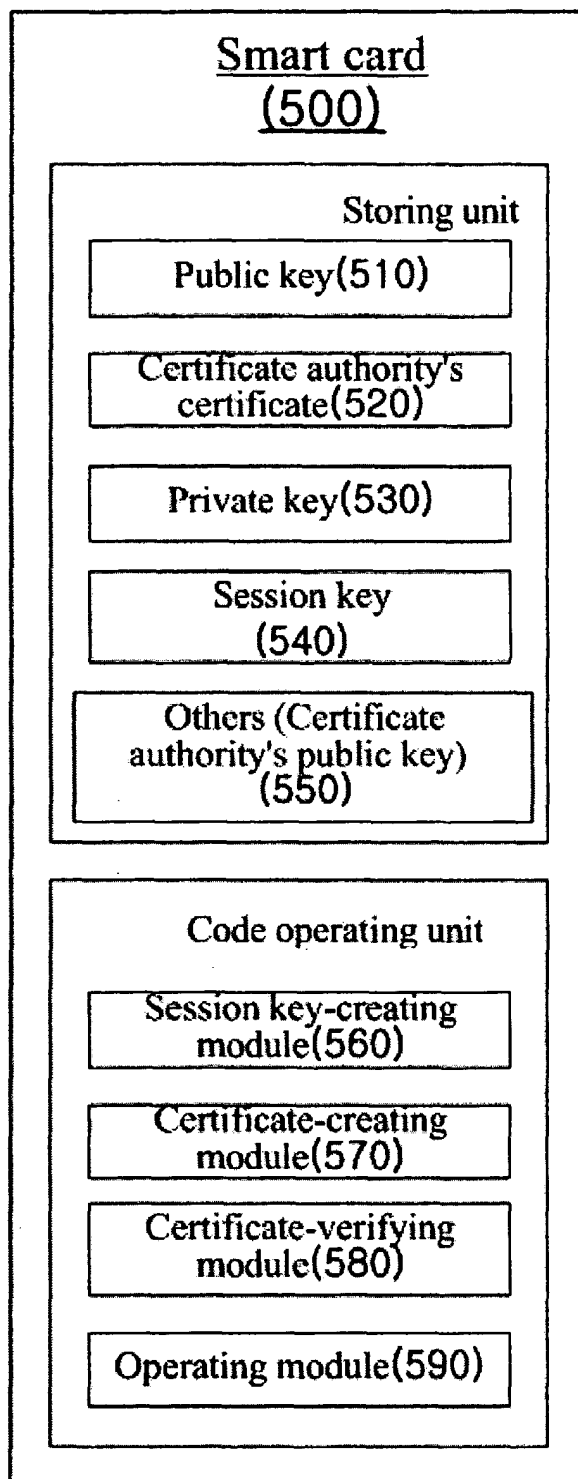 Smart card
(500)
Storing unit
Public key(510)
Certificate authority's
certificate(520)
Private key(530)
Session key
(540)
Others (Certificate
authority's public key)
(550)
Code operating unit
Session key-creating
module(560)
Certificate-creating
module(570)
Certificate-verifying
module(580)
Operating module(590)